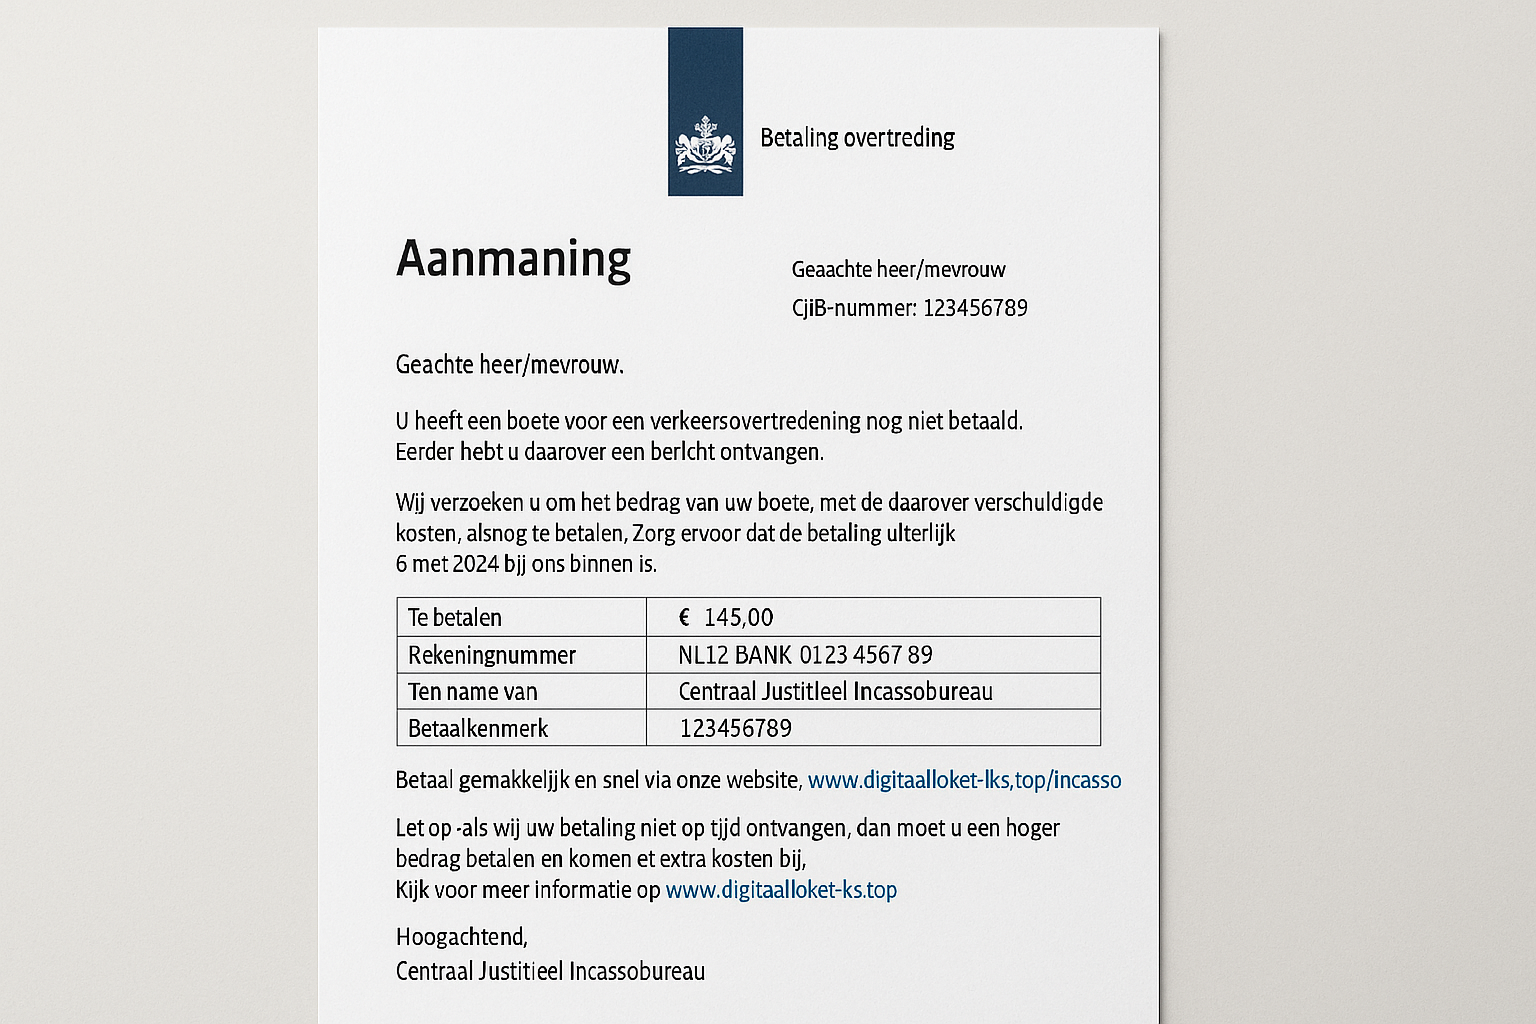 Betaling overtreding
Aanmaning
Geaachte heer/mevrouw
CjiB-nummer: 123456789
Geachte heer/mevrouw.
U heeft een boete voor een verkeersovertredening nog niet betaald.
Eerder hebt u daarover een berlcht ontvangen.
Wij verzoeken u om het bedrag van uw boete, met de daarover verschuldigde
kosten, alsnog te betalen, Zorg ervoor dat de betaling ulterlijk
6 met 2024 bjj ons binnen is.
Te betalen € 145,00
Rekeningnummer NL12 BANK 0123 4567 89
Ten name van Centraal Justitleel Incassobureau
Betaalkenmerk 123456789
Betaal gemakkeljjk en snel via onze website, www.digitaalloket-lks,top/incasso
Let op -als wij uw betaling niet op tjjd ontvangen, dan moet u een hoger
bedrag betalen en komen et extra kosten bij,
Kijk voor meer informatie op www.digitaalloket-ks.top
Hoogachtend,
Centraal Justitieel Incassobureau